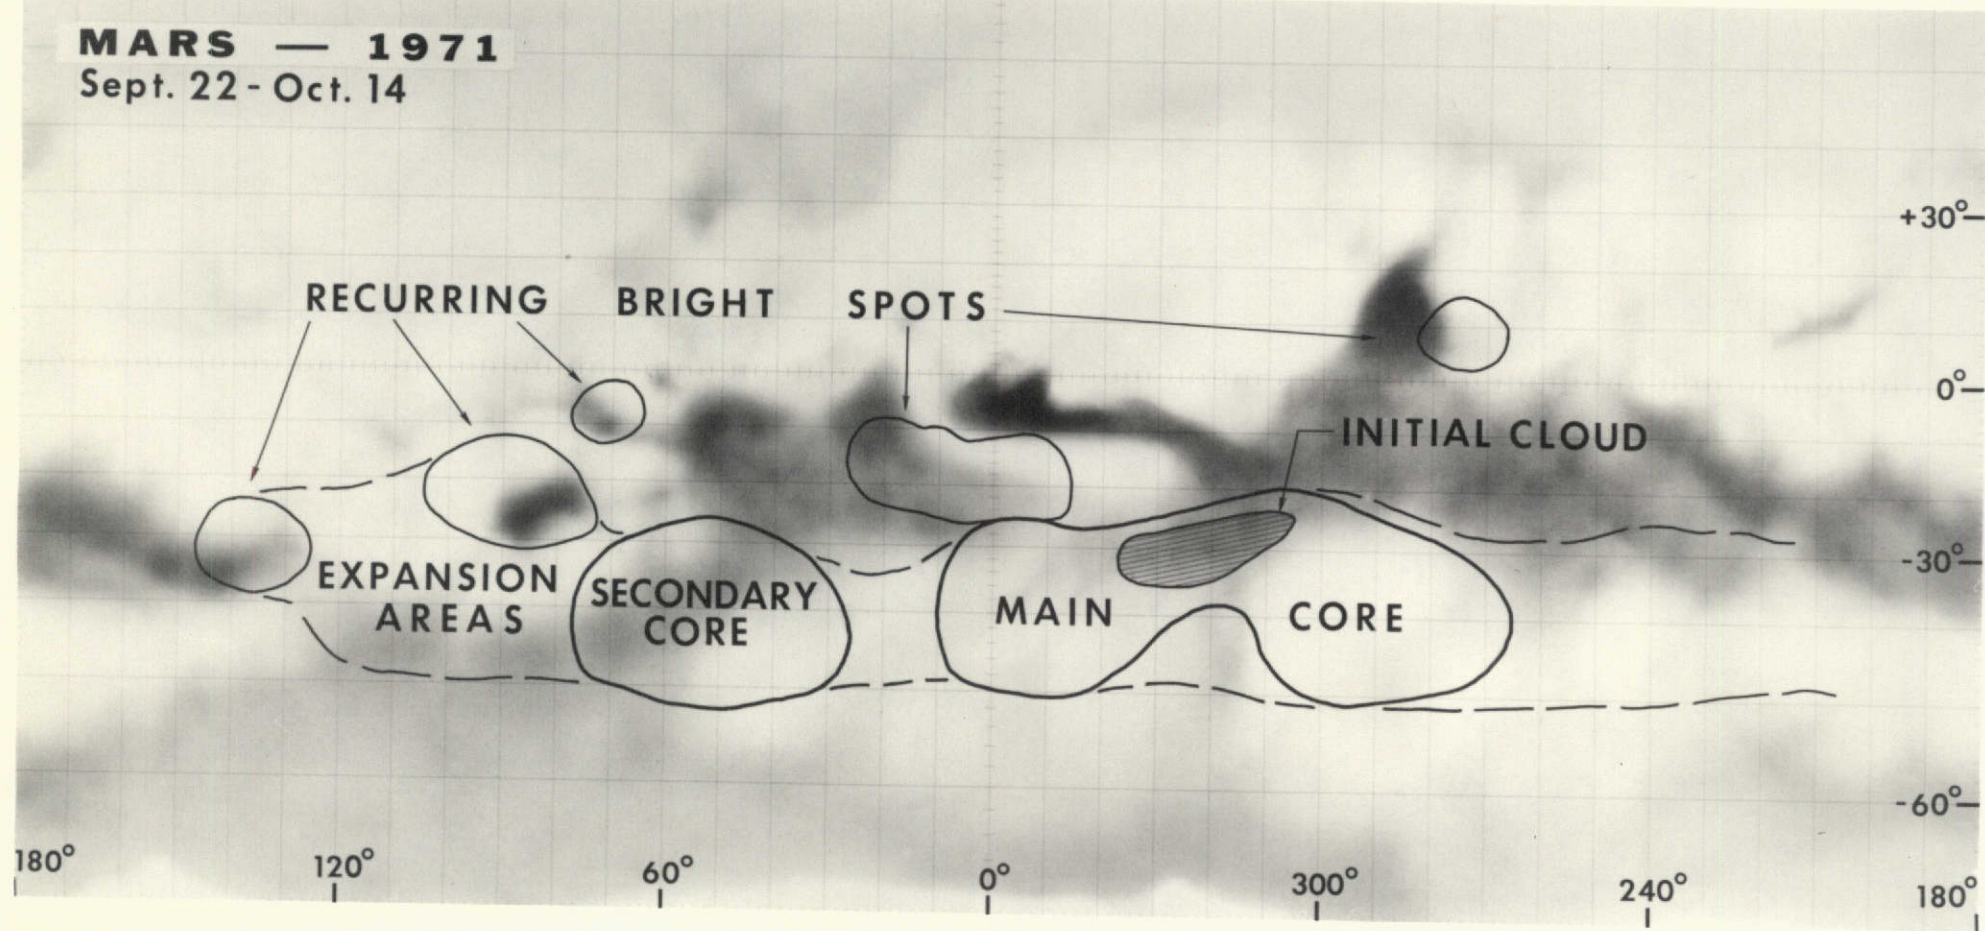 MARS — 1971
Sept. 22 - Oct. 14
+30°
RECURRING BRIGHT SPOTS
0°
INITIAL CLOUD
-30°
EXPANSION
AREAS
SECONDARY
CORE
MAIN CORE
-60°
180° 120° 60° 0° 300° 240° 180°